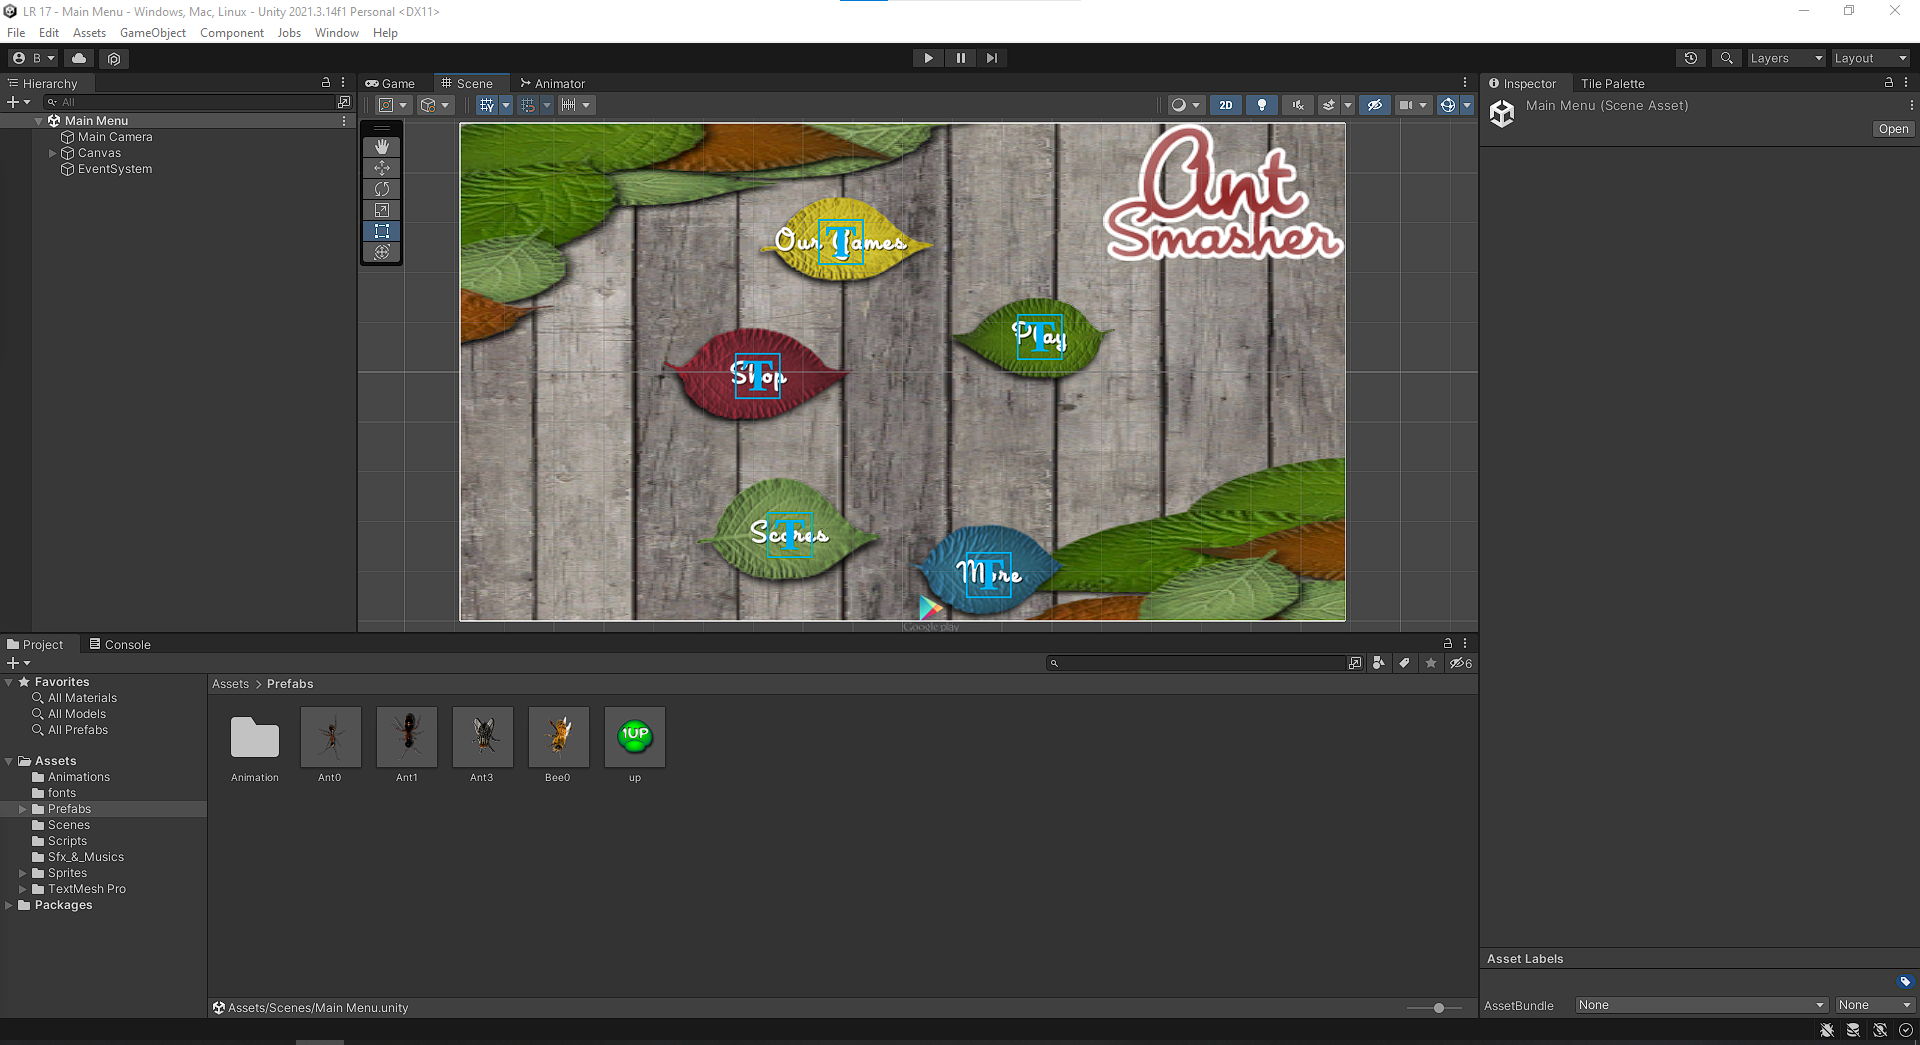 LR 17 - Main Menu - Windows, Mac, Linux - Unity 2021.3.14f1 Personal <DX11>
File Edit Assets GameObject Component Jobs Window Help
B
Layers Layout
Hierarchy
All
Main Menu
Main Camera
Canvas
EventSystem
Game Scene Animator
2D
Ant
Smasher
Our Games
Play
Shop
Scores
More
Google play
Inspector Tile Palette
Main Menu (Scene Asset)
Open
Project Console
6
Favorites
All Materials
All Models
All Prefabs
Assets
Animations
fonts
Prefabs
Scenes
Scripts
Sfx_&_Musics
Sprites
TextMesh Pro
Packages
Assets > Prefabs
1UP
Animation Ant0 Ant1 Ant3 Bee0 up
Assets/Scenes/Main Menu.unity
Asset Labels
AssetBundle None None